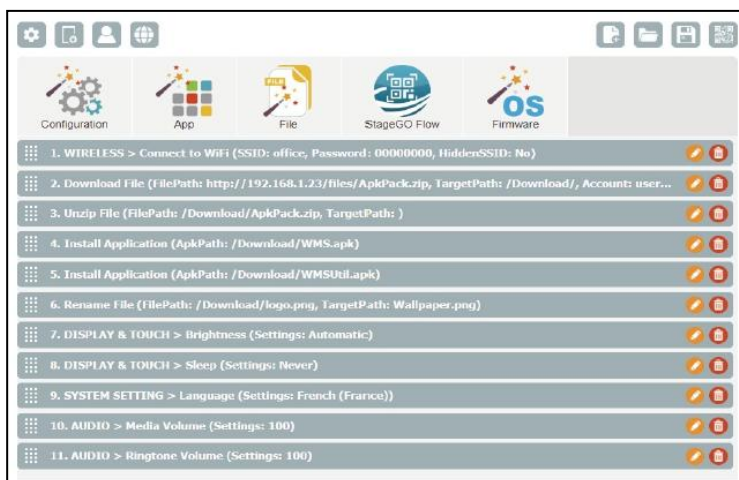 FILE
OS
Configuration
App
File
StageGO Flow
Firmware
1. WIRELESS > Connect to WiFi (SSID: office, Password: 00000000, HiddenSSID: No)
2. Download File (FilePath: http://192.168.1.23/files/ApkPack.zip, TargetPath: /Download/, Account: user...
3. Unzip File (FilePath: /Download/ApkPack.zip, TargetPath: )
4. Install Application (ApkPath: /Download/WMS.apk)
5. Install Application (ApkPath: /Download/WMSUtil.apk)
6. Rename File (FilePath: /Download/logo.png, TargetPath: Wallpaper.png)
7. DISPLAY & TOUCH > Brightness (Settings: Automatic)
8. DISPLAY & TOUCH > Sleep (Settings: Never)
9. SYSTEM SETTING > Language (Settings: French (France))
10. AUDIO > Media Volume (Settings: 100)
11. AUDIO > Ringtone Volume (Settings: 100)